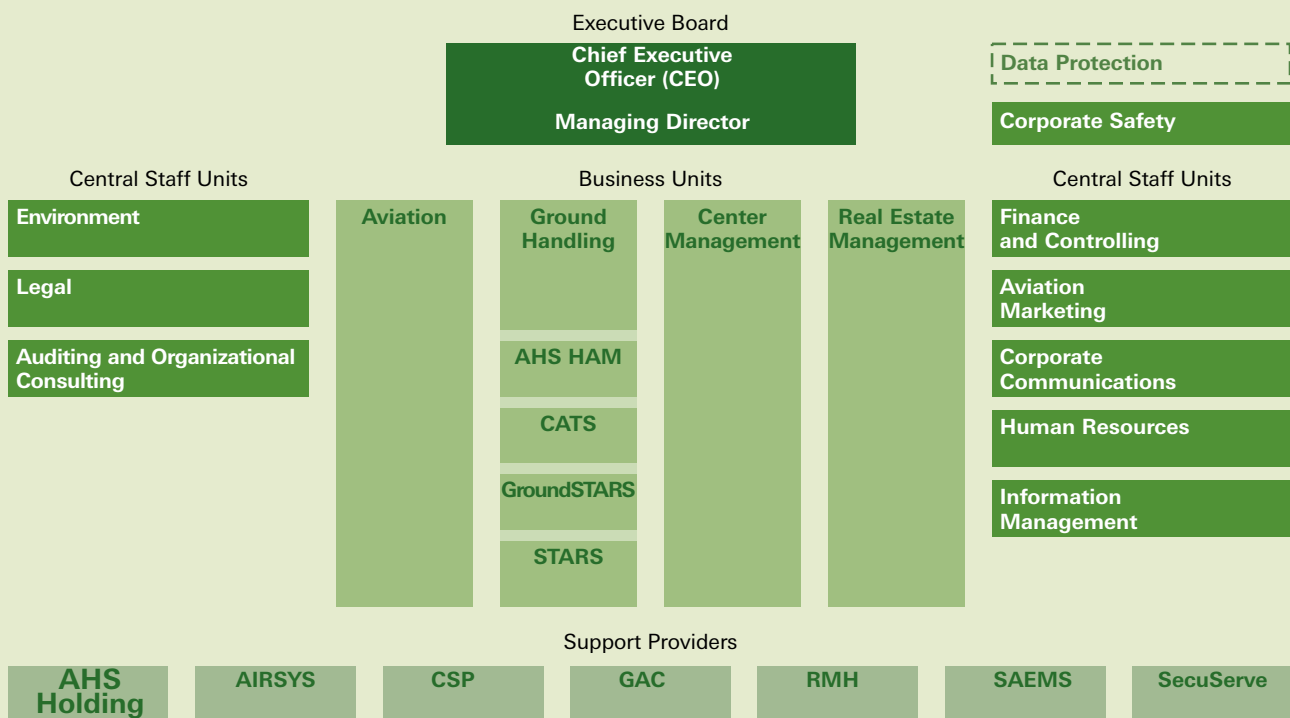 Executive Board
Chief Executive
Officer (CEO)
Managing Director
Data Protection
Corporate Safety
Central Staff Units
Business Units
Central Staff Units
Environment
Legal
Auditing and Organizational
Consulting
Aviation
Ground
Handling
AHS HAM
CATS
GroundSTARS
STARS
Center
Management
Real Estate
Management
Finance
and Controlling
Aviation
Marketing
Corporate
Communications
Human Resources
Information
Management
Support Providers
AHS
Holding
AIRSYS
CSP
GAC
RMH
SAEMS
SecuServe